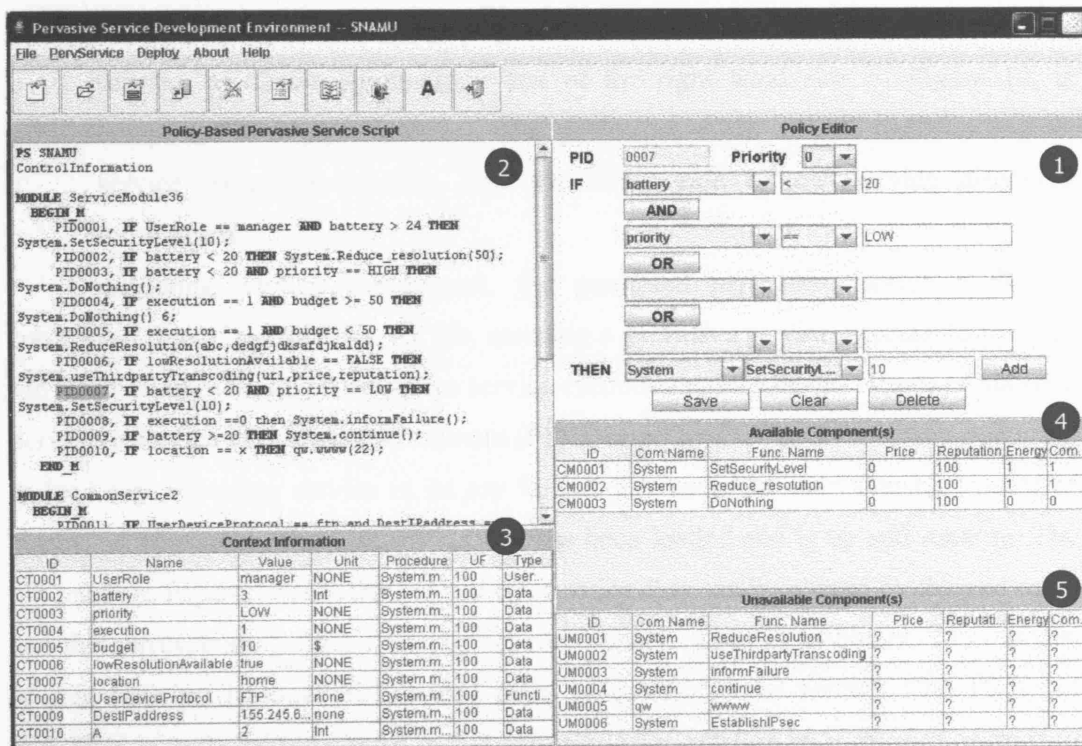 Pervasive Service Development Environment -- SNAMU
File PervService Deploy About Help
A
Policy-Based Pervasive Service Script
PS SNAMU
ControlInformation
MODULE ServiceModule36
BEGIN_M
PID0001, IF UserRole == manager AND battery > 24 THEN
System.SetSecurityLevel(10);
PID0002, IF battery < 20 THEN System.Reduce_resolution(50);
PID0003, IF battery < 20 AND priority == HIGH THEN
System.DoNothing();
PID0004, IF execution == 1 AND budget >= 50 THEN
System.DoNothing() 6;
PID0005, IF execution == 1 AND budget < 50 THEN
System.ReduceResolution(abc,dedgfjdksafdjkaldd);
PID0006, IF lowResolutionAvailable == FALSE THEN
System.useThirdpartyTranscoding(url,price,reputation);
PID0007, IF battery < 20 AND priority == LOW THEN
System.SetSecurityLevel(10);
PID0008, IF execution ==0 then System.informFailure();
PID0009, IF battery >=20 THEN System.continue();
PID0010, IF location == x THEN qw.wwww(22);
END_M
MODULE CommonService2
BEGIN_M
PID0011, IF UserDeviceProtocol == ftp and DestIPaddress =
2
Policy Editor
1
PID 0007 Priority 0
IF battery < 20
AND
priority == LOW
OR
OR
THEN System SetSecurityL... 10 Add
Save Clear Delete
Context Information
3
ID Name Value Unit Procedure UF Type
CT0001 UserRole manager NONE System.m... 100 User...
CT0002 battery 3 Int System.m... 100 Data
CT0003 priority LOW NONE System.m... 100 Data
CT0004 execution 1 NONE System.m... 100 Data
CT0005 budget 10 $ System.m... 100 Data
CT0006 lowResolutionAvailable true NONE System.m... 100 Data
CT0007 location home NONE System.m... 100 Data
CT0008 UserDeviceProtocol FTP none System.m... 100 Functi...
CT0009 DestIPaddress 155.245.6... none System.m... 100 Data
CT0010 A 2 Int System.m... 100 Data
Available Component(s)
4
ID Com Name Func. Name Price Reputation Energy Com.
CM0001 System SetSecurityLevel 0 100 1 1
CM0002 System Reduce_resolution 0 100 1 1
CM0003 System DoNothing 0 100 0 0
Unavailable Component(s)
5
ID Com Name Func. Name Price Reputati... Energy Com.
UM0001 System ReduceResolution ? ? ? ?
UM0002 System useThirdpartyTranscoding ? ? ? ?
UM0003 System informFailure ? ? ? ?
UM0004 System continue ? ? ? ?
UM0005 qw wwww ? ? ? ?
UM0006 System EstablishIPsec ? ? ? ?